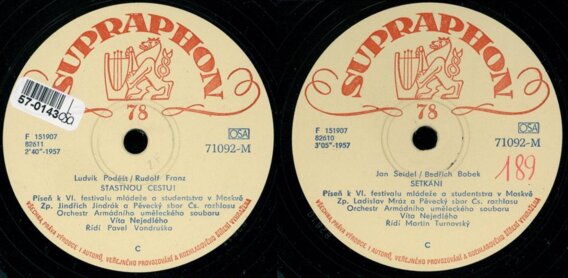 SUPRAPHON
78
57-0143
F 151907
82611
2'40"-1957
OSA
71092-M
Ludvík Podéšť/Rudolf Franz
ŠŤASTNOU CESTU!
Píseň k VI. festivalu mládeže a studentstva v Moskvě
Zp. Jindřich Jindrák a Pěvecký sbor Čs. rozhlasu
Orchestr Armádního uměleckého souboru
Víta Nejedlého
Řídí Pavel Vondruška
C
VŠECHNA PRÁVA VÝROBCE I AUTORŮ, VEŘEJNÉHO PROVOZOVÁNÍ A ROZHLASOVÉHO ŠÍŘENÍ VYHRAŽENA
SUPRAPHON
78
F 151907
82610
3'05"-1957
OSA
71092-M
189
Jan Seidel/Bedřich Bobek
SETKÁNÍ
Píseň k VI. festivalu mládeže a studentstva v Moskvě
Zp. Ladislav Mráz a Pěvecký sbor Čs. rozhlasu
Orchestr Armádního uměleckého souboru
Víta Nejedlého
Řídí Martin Turnovský
C
VŠECHNA PRÁVA VÝROBCE I AUTORŮ, VEŘEJNÉHO PROVOZOVÁNÍ A ROZHLASOVÉHO ŠÍŘENÍ VYHRAŽENA